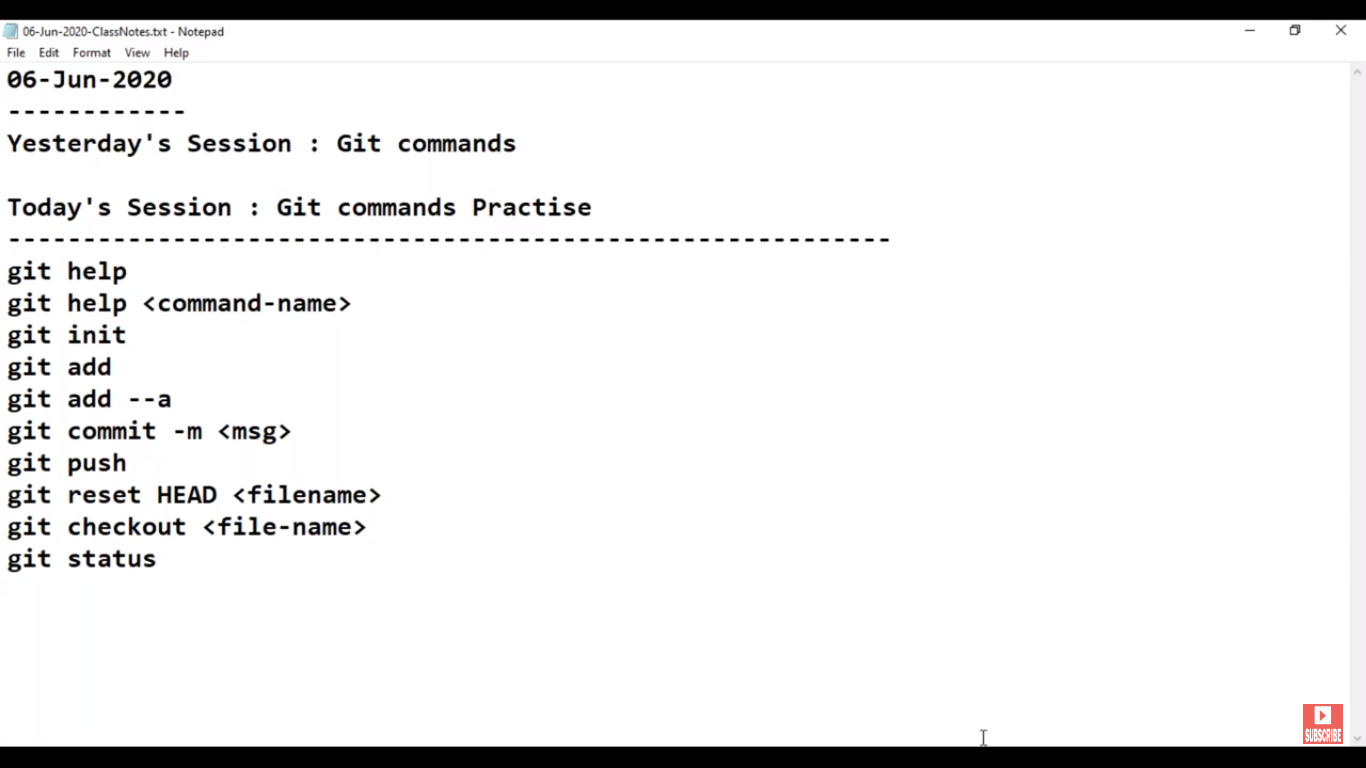 06-Jun-2020-ClassNotes.txt - Notepad
File Edit Format View Help
06-Jun-2020
------------
Yesterday's Session : Git commands
Today's Session : Git commands Practise
-----------------------------------------------------------
git help
git help <command-name>
git init
git add
git add --a
git commit -m <msg>
git push
git reset HEAD <filename>
git checkout <file-name>
git status
SUBSCRIBE